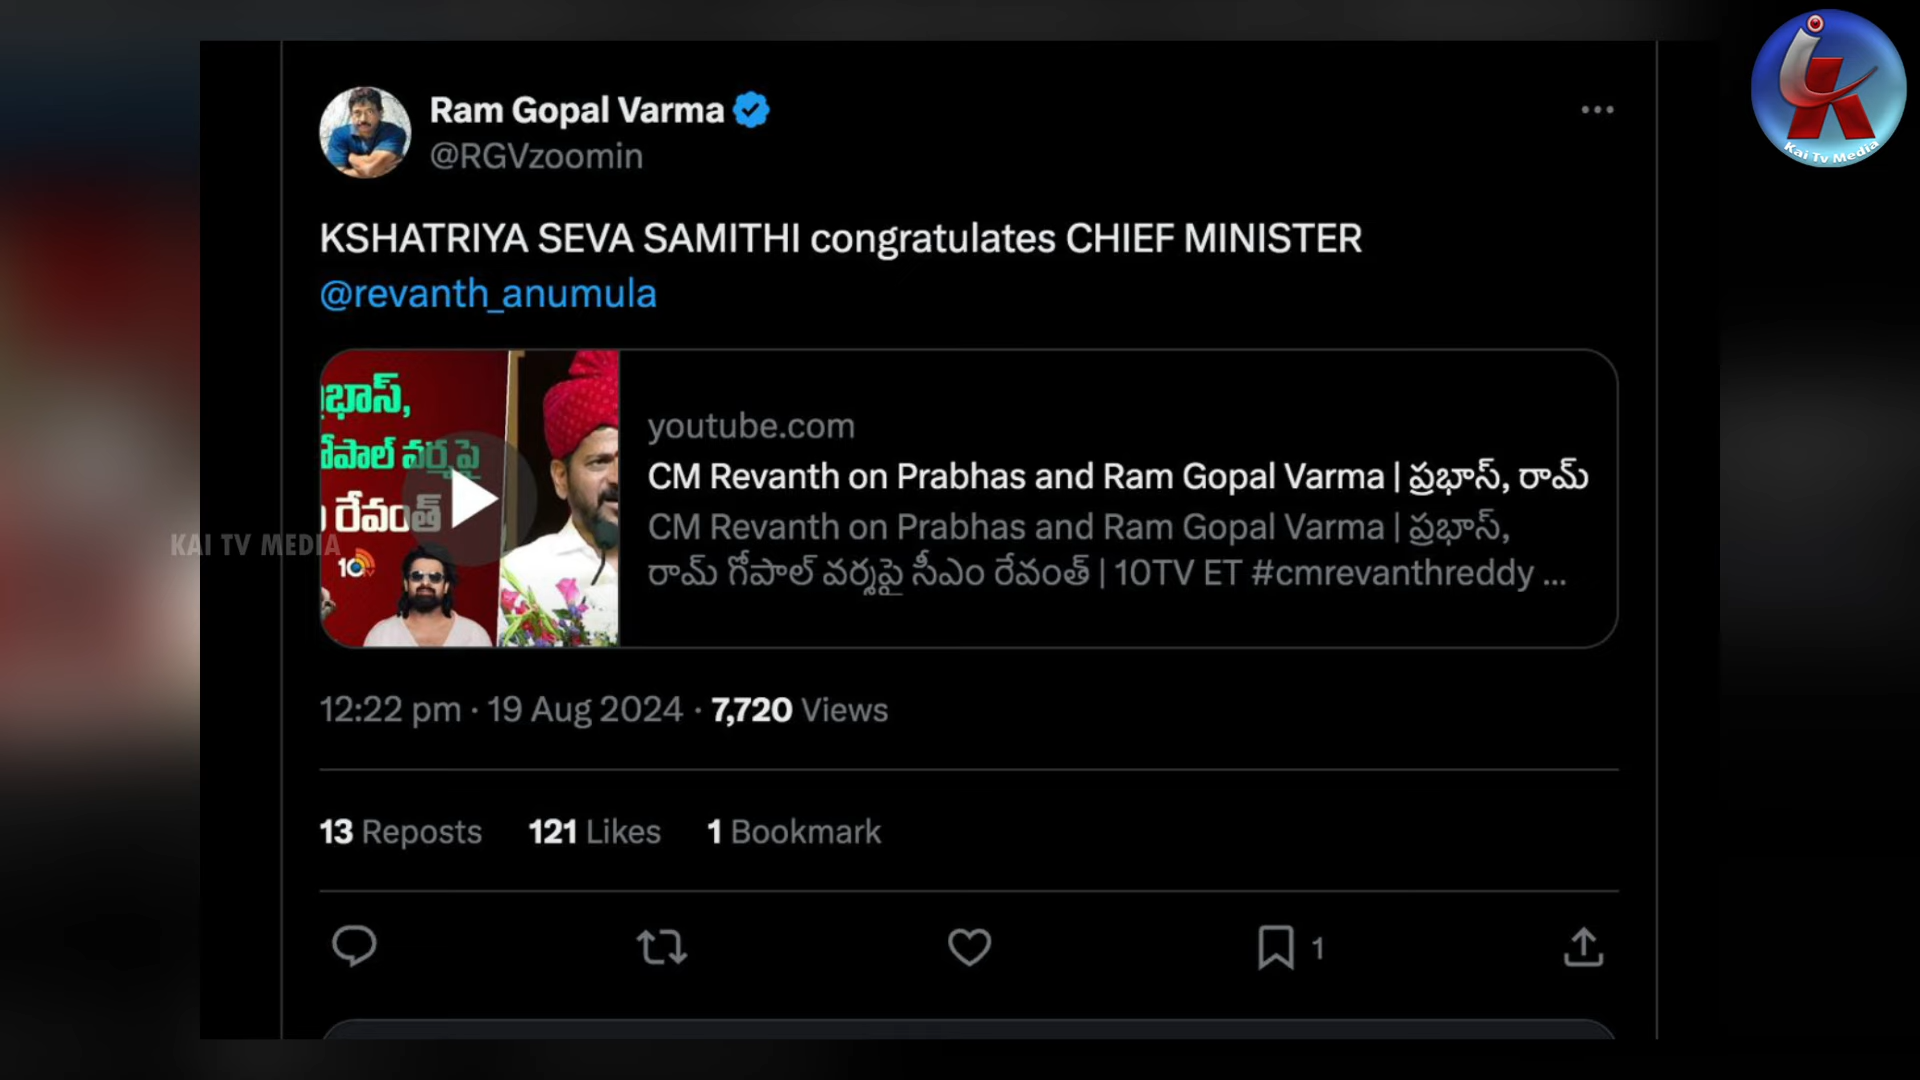 Kai Tv Media
Ram Gopal Varma
@RGVzoomin
KSHATRIYA SEVA SAMITHI congratulates CHIEF MINISTER
@revanth_anumula
భాస్,
గోపాల్ వర్మపై
రేవంత్
10TV
youtube.com
CM Revanth on Prabhas and Ram Gopal Varma | ప్రభాస్, రామ్
CM Revanth on Prabhas and Ram Gopal Varma | ప్రభాస్,
రామ్ గోపాల్ వర్మపై సీఎం రేవంత్ | 10TV ET #cmrevanthreddy ...
KAI TV MEDIA
12:22 pm · 19 Aug 2024 · 7,720 Views
13 Reposts 121 Likes 1 Bookmark
1